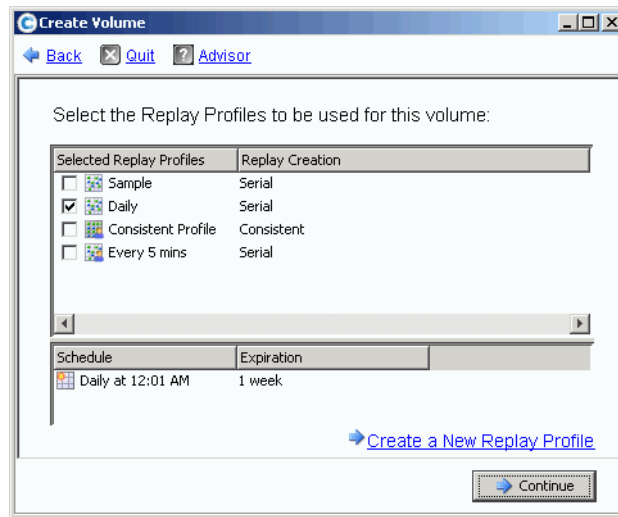 Create Volume
Back Quit ? Advisor
Select the Replay Profiles to be used for this volume:
Selected Replay Profiles Replay Creation
Sample Serial
Daily Serial
Consistent Profile Consistent
Every 5 mins Serial
Schedule Expiration
Daily at 12:01 AM 1 week
Create a New Replay Profile
Continue